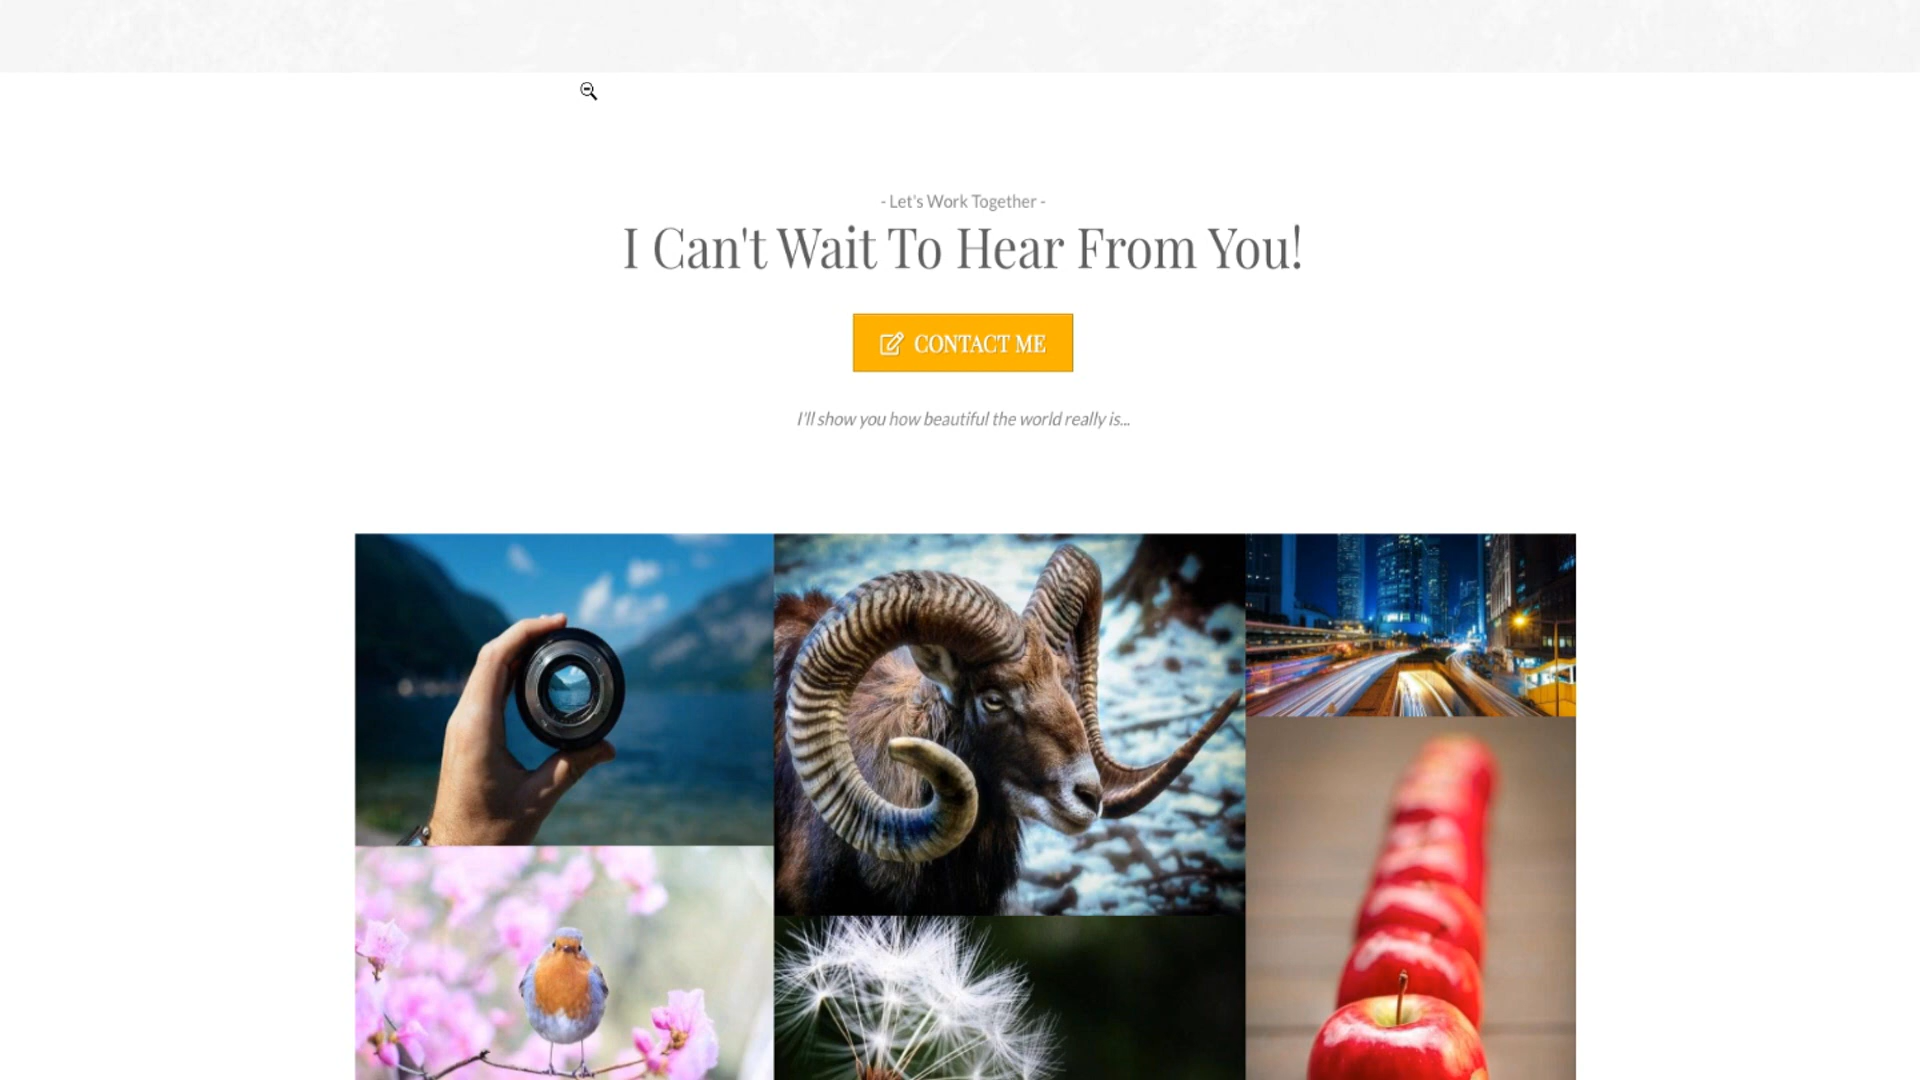 - Let's Work Together -
I Can't Wait To Hear From You!
CONTACT ME
I'll show you how beautiful the world really is...